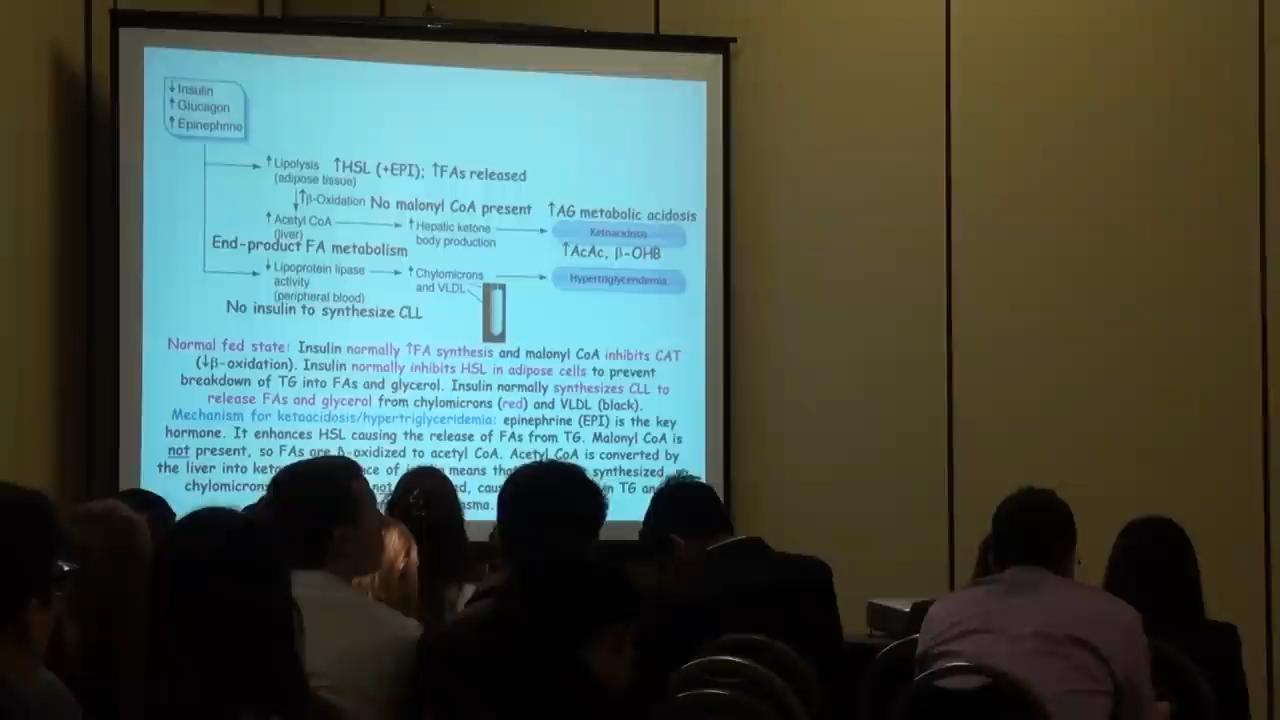 ↓ Insulin
↑ Glucagon
↑ Epinephrine
↑ Lipolysis ↑HSL (+EPI); ↑FAs released
(adipose tissue)
↑β-Oxidation No malonyl CoA present ↑AG metabolic acidosis
↑ Acetyl CoA ↑ Hepatic ketone Ketoacidosis
(liver) body production
End-product FA metabolism ↑AcAc, β-OHB
↓ Lipoprotein lipase ↑ Chylomicrons Hypertriglyceridemia
activity and VLDL
(peripheral blood)
No insulin to synthesize CLL
Normal fed state: Insulin normally ↑FA synthesis and malonyl CoA inhibits CAT
(↓β-oxidation). Insulin normally inhibits HSL in adipose cells to prevent
breakdown of TG into FAs and glycerol. Insulin normally synthesizes CLL to
release FAs and glycerol from chylomicrons (red) and VLDL (black).
Mechanism for ketoacidosis/hypertriglyceridemia: epinephrine (EPI) is the key
hormone. It enhances HSL causing the release of FAs from TG. Malonyl CoA is
not present, so FAs are β-oxidized to acetyl CoA. Acetyl CoA is converted by
the liver into of means synthesized
not TG